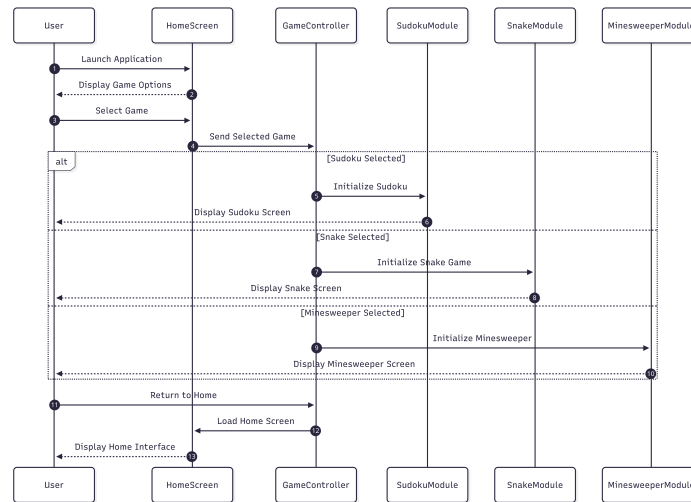 User HomeScreen GameController SudokuModule SnakeModule MinesweeperModule
1 Launch Application
Display Game Options 2
3 Select Game
4 Send Selected Game
alt [Sudoku Selected]
5 Initialize Sudoku
Display Sudoku Screen 6
[Snake Selected]
7 Initialize Snake Game
Display Snake Screen 8
[Minesweeper Selected]
9 Initialize Minesweeper
Display Minesweeper Screen 10
11 Return to Home
Load Home Screen 12
Display Home Interface 13
User HomeScreen GameController SudokuModule SnakeModule MinesweeperModule